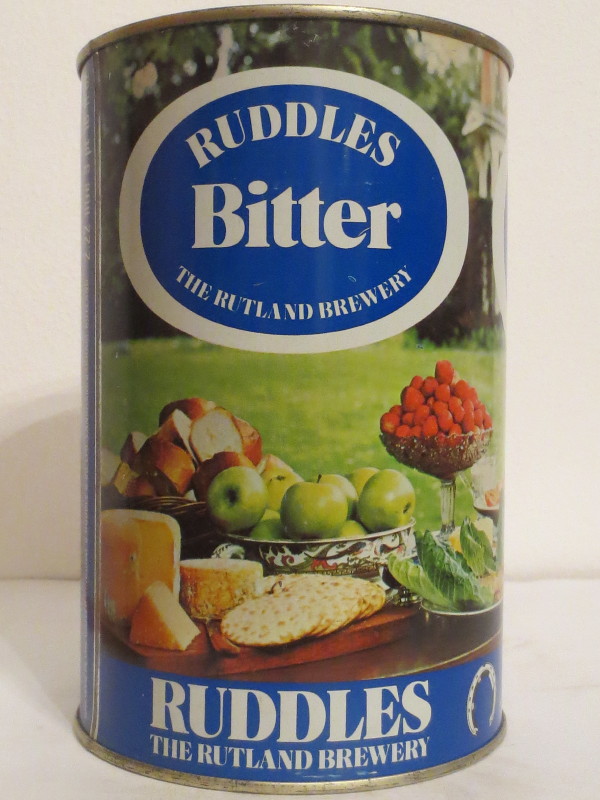 RUDDLES
Bitter
THE RUTLAND BREWERY
RUDDLES
THE RUTLAND BREWERY